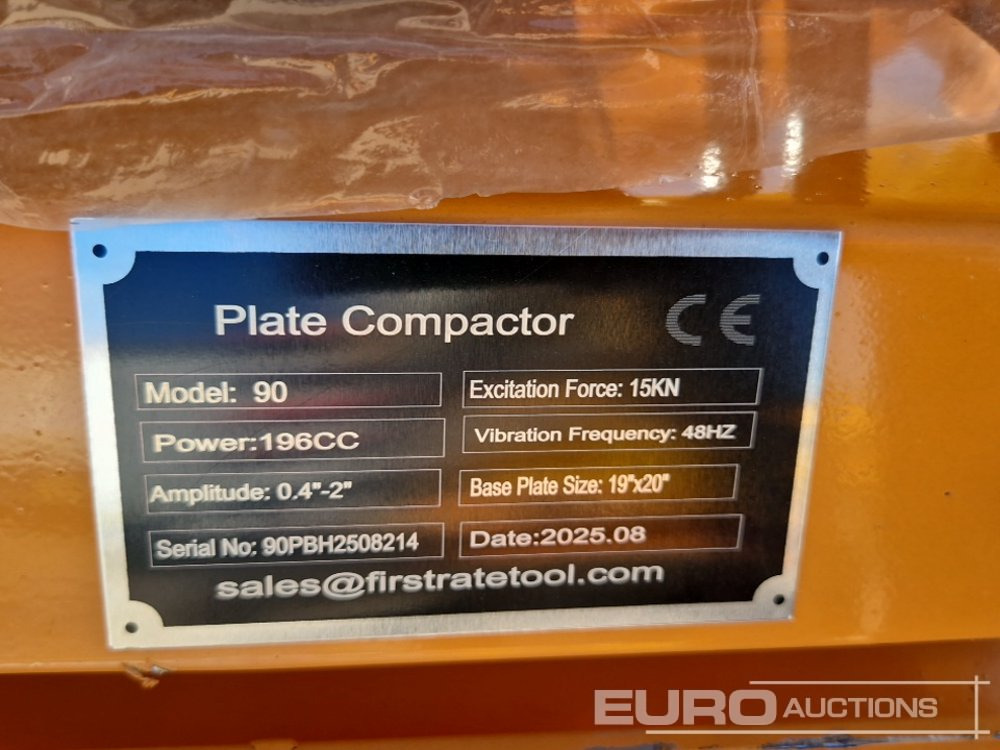 Plate Compactor CE
Model: 90
Excitation Force: 15KN
Power:196CC
Vibration Frequency: 48HZ
Amplitude: 0.4"-2"
Base Plate Size: 19"x20"
Serial No: 90PBH2508214
Date:2025.08
sales@firstratetool.com
EURO AUCTIONS